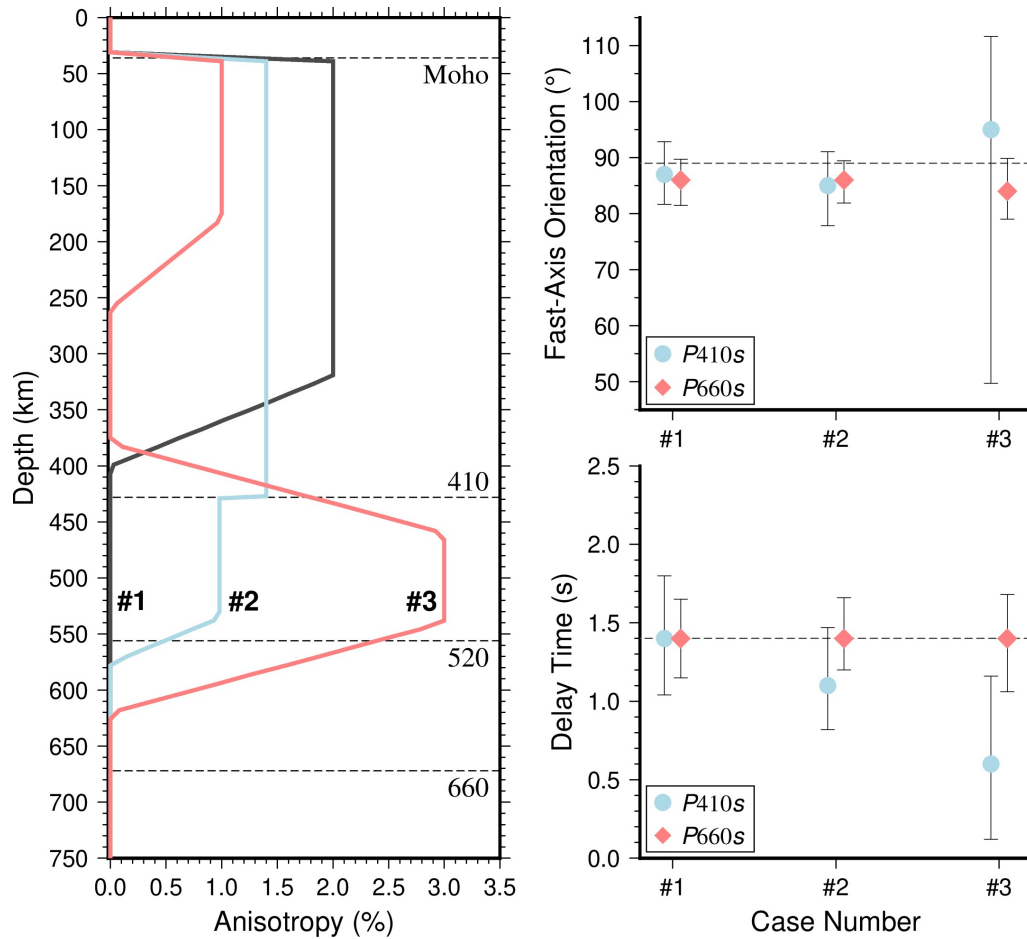 0
50
100
150
200
250
300
350
400
450
500
550
600
650
700
750
Depth (km)
Moho
410
#1 #2 #3
520
660
0.0 0.5 1.0 1.5 2.0 2.5 3.0 3.5
Anisotropy (%)
110
100
90
80
70
60
50
Fast-Axis Orientation (°)
P410s
P660s
#1 #2 #3
2.5
2.0
1.5
1.0
0.5
0.0
Delay Time (s)
P410s
P660s
#1 #2 #3
Case Number